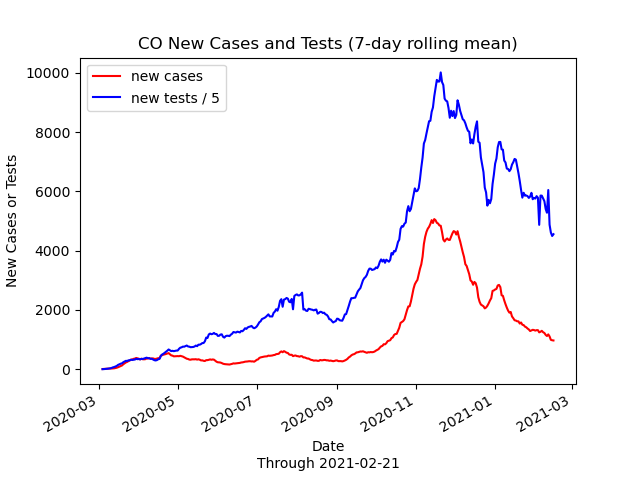 CO New Cases and Tests (7-day rolling mean)
new cases
new tests / 5
New Cases or Tests
10000
8000
6000
4000
2000
0
2020-03
2020-05
2020-07
2020-09
2020-11
2021-01
2021-03
Date
Through 2021-02-21